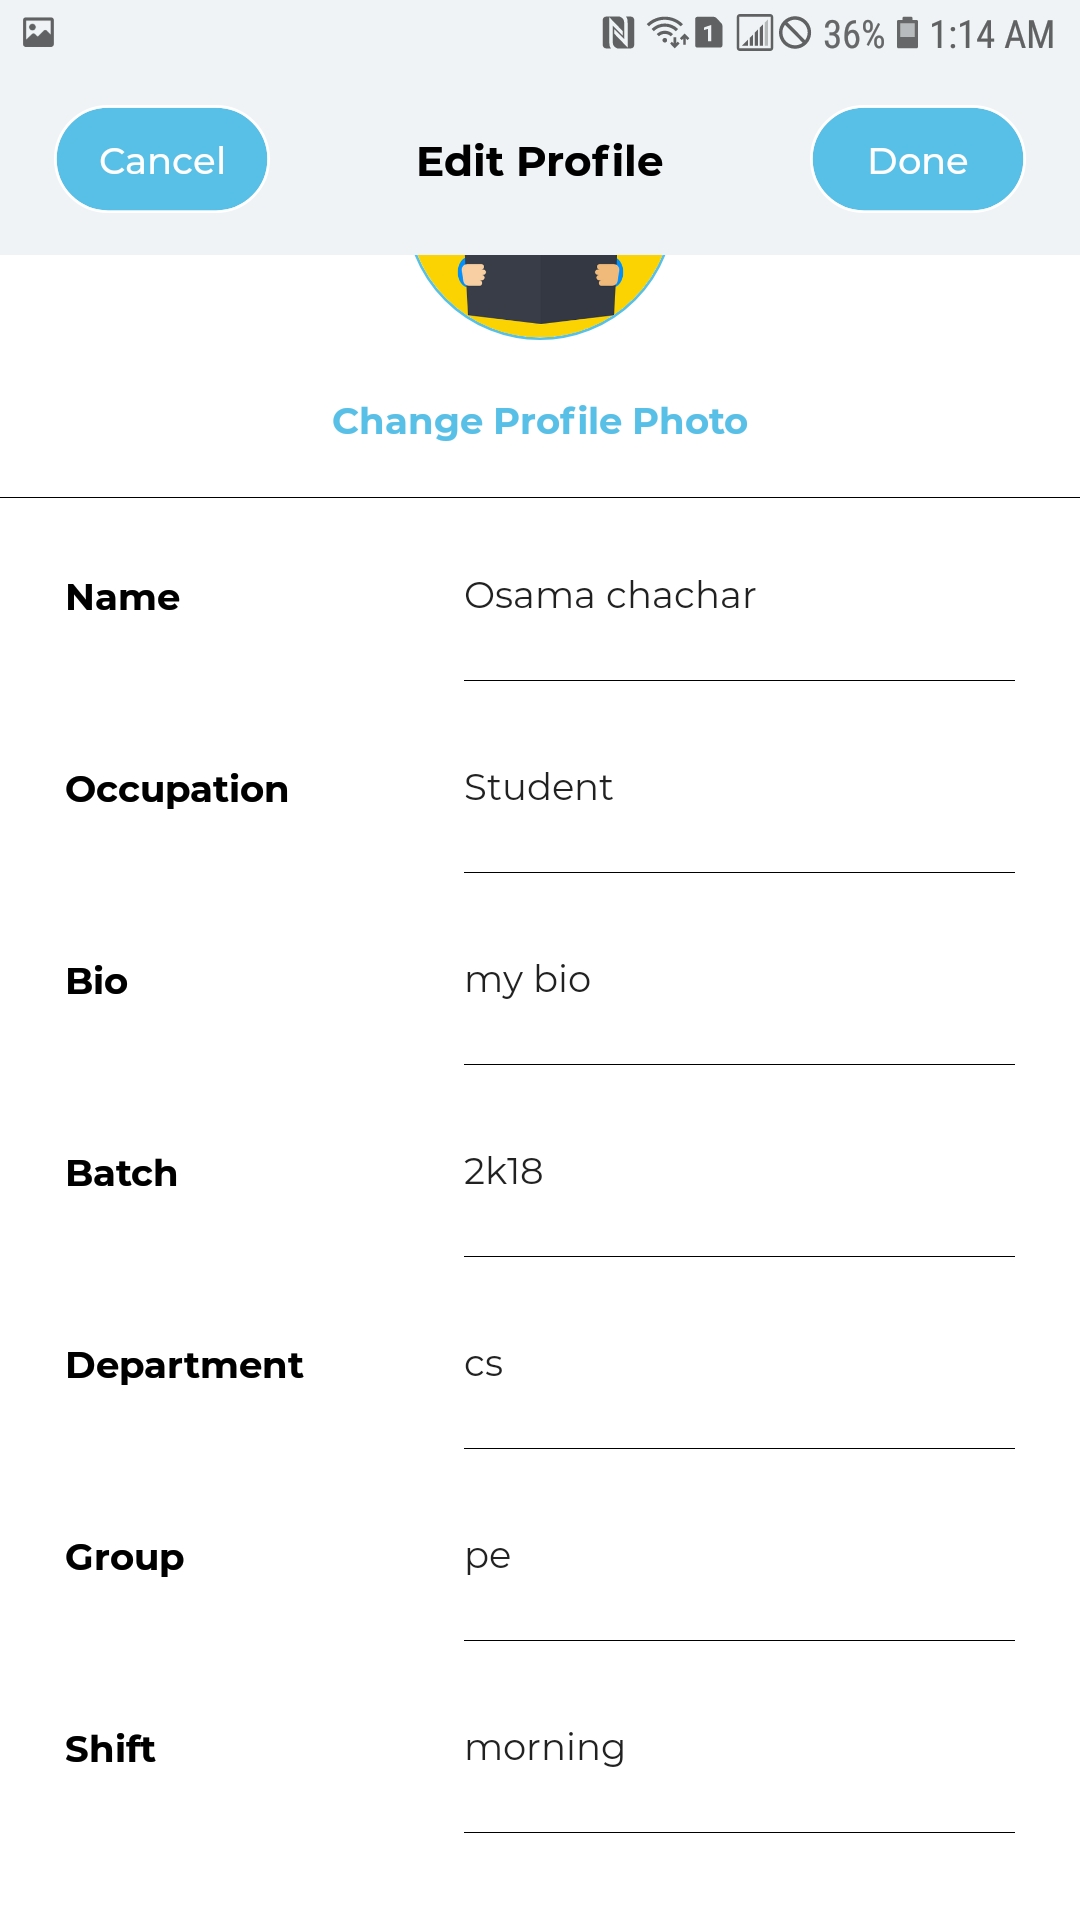 1 36% 1:14 AM
Cancel Edit Profile Done
Change Profile Photo
Name Osama chachar
Occupation Student
Bio my bio
Batch 2k18
Department cs
Group pe
Shift morning